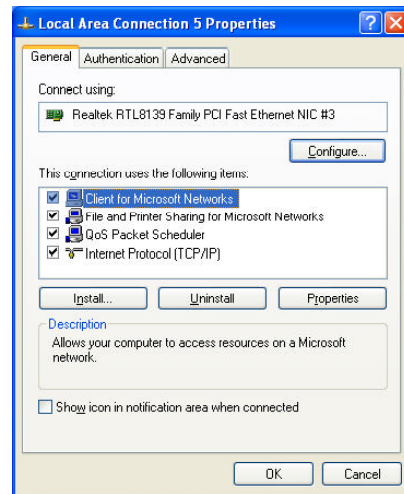 Local Area Connection 5 Properties
General Authentication Advanced
Connect using:
Realtek RTL8139 Family PCI Fast Ethernet NIC #3
Configure...
This connection uses the following items:
Client for Microsoft Networks
File and Printer Sharing for Microsoft Networks
QoS Packet Scheduler
Internet Protocol (TCP/IP)
Install... Uninstall Properties
Description
Allows your computer to access resources on a Microsoft
network.
Show icon in notification area when connected
OK Cancel